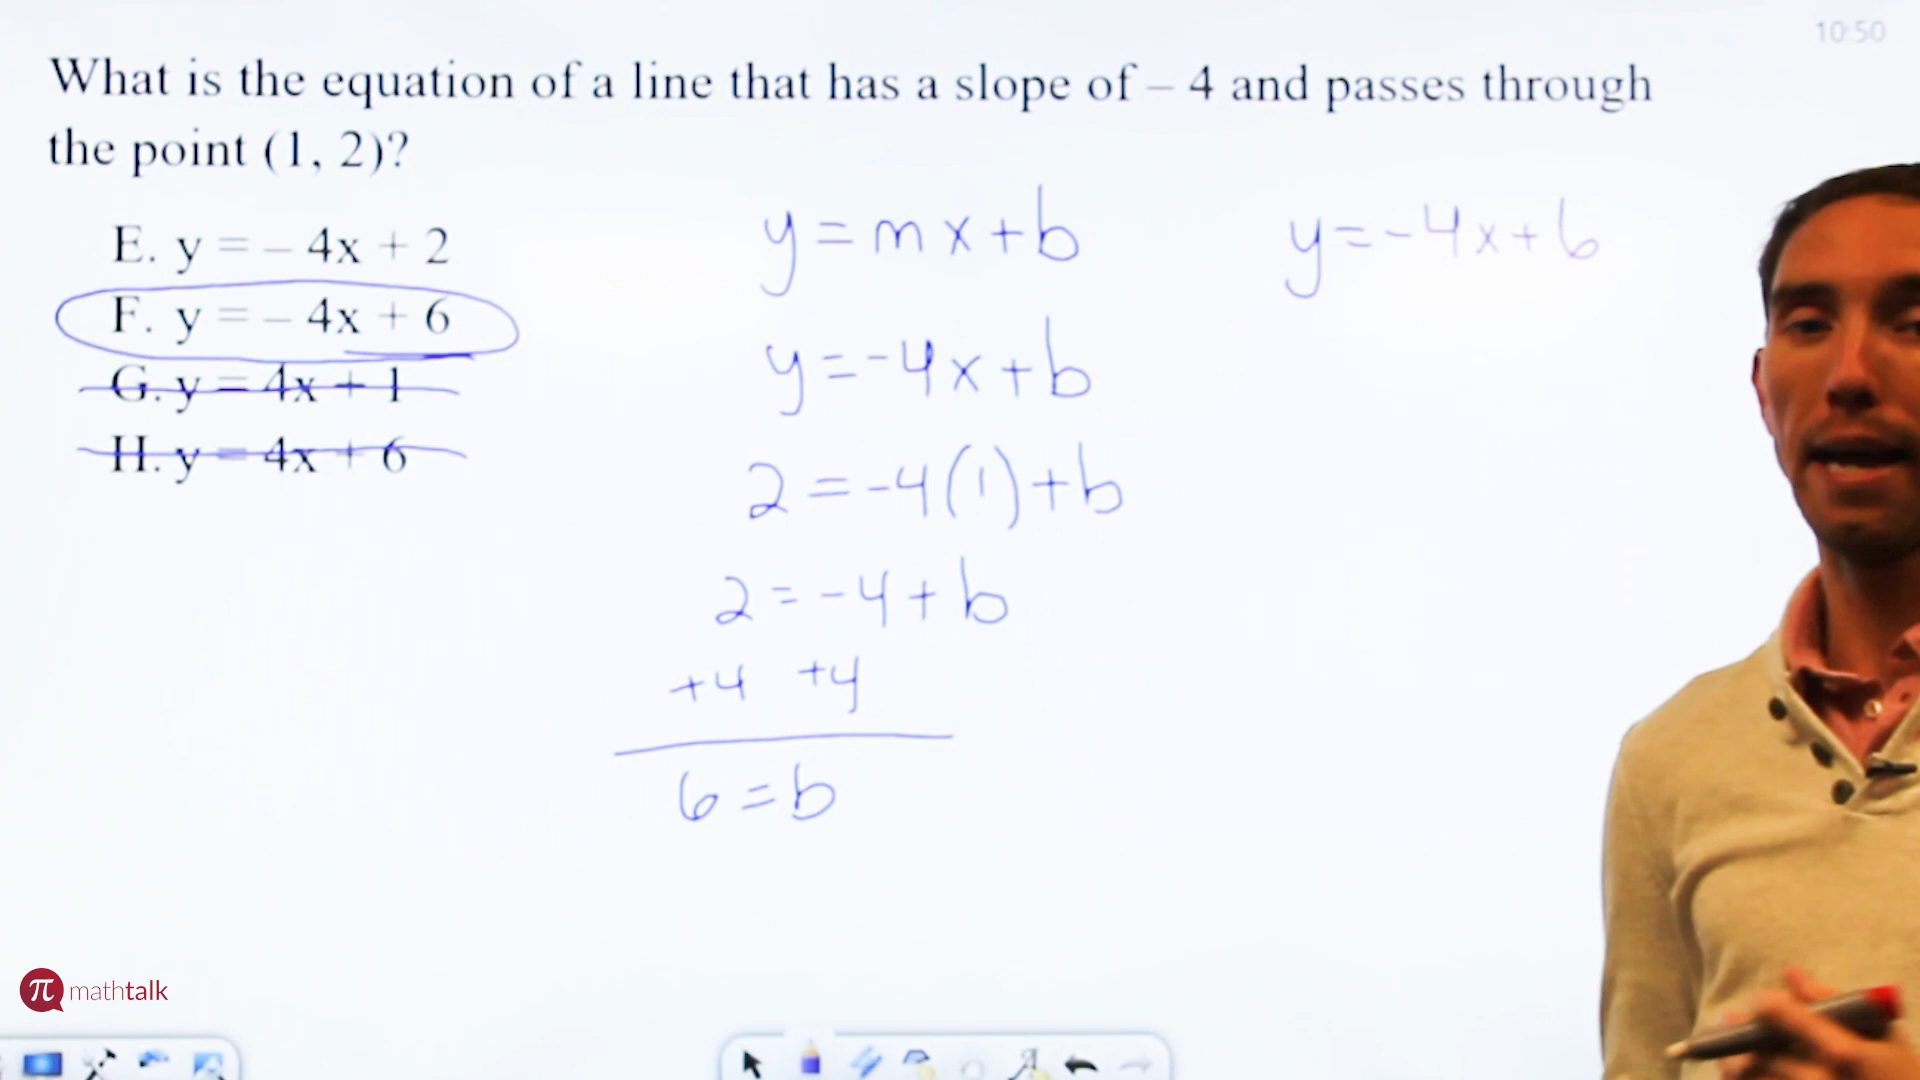 10:50
What is the equation of a line that has a slope of – 4 and passes through
the point (1, 2)?
E. y = – 4x + 2
F. y = – 4x + 6
G. y = 4x + 1
H. y = 4x + 6
y = mx + b
y = -4x + b
2 = -4(1) + b
2 = -4 + b
+4 +4
6 = b
y = -4x + 6
π mathtalk